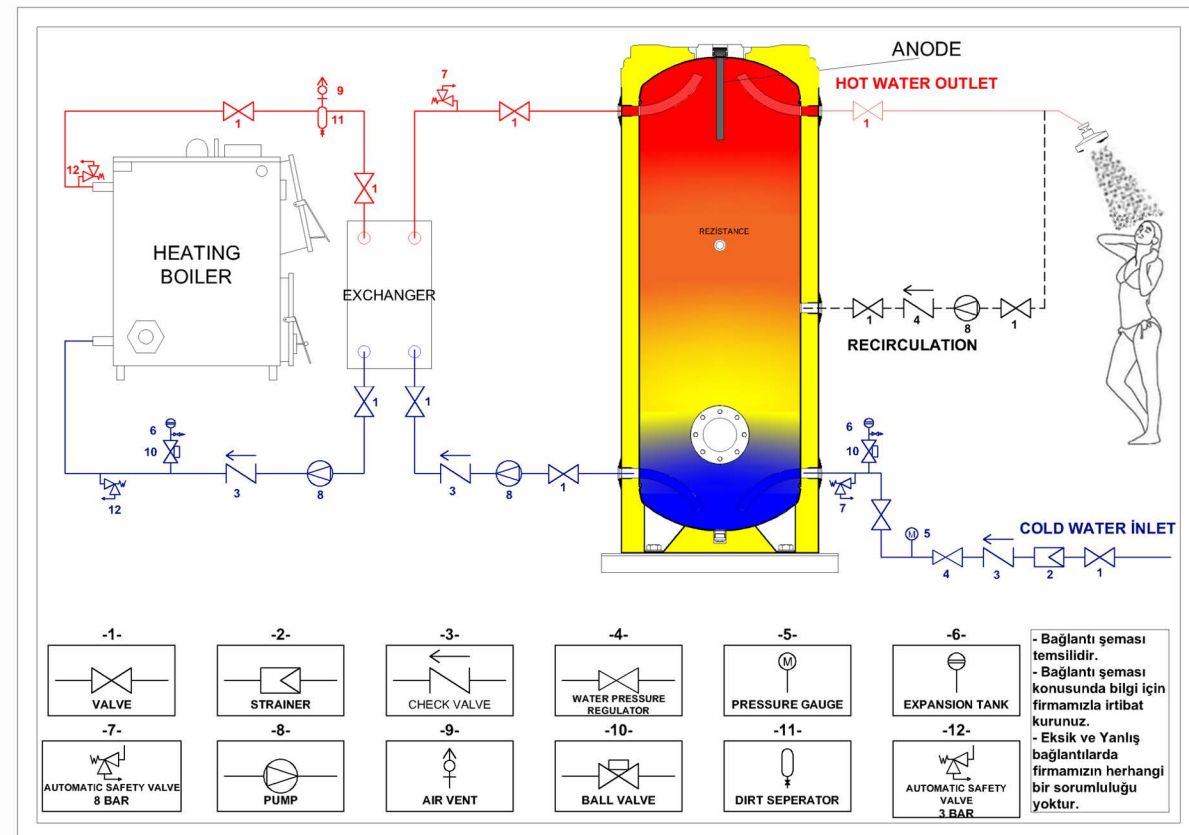 ANODE
HOT WATER OUTLET
7
9
11
1
1
1
12
1
HEATING
BOILER
EXCHANGER
REZİSTANCE
1
4
8
1
RECIRCULATION
1
1
6
10
12
3
8
3
8
1
6
10
7
5
COLD WATER İNLET
4
3
2
1
-1-
VALVE
-2-
STRAINER
-3-
CHECK VALVE
-4-
WATER PRESSURE
REGULATOR
-5-
M
PRESSURE GAUGE
-6-
EXPANSION TANK
-7-
AUTOMATIC SAFETY VALVE
8 BAR
-8-
PUMP
-9-
AIR VENT
-10-
BALL VALVE
-11-
DIRT SEPERATOR
-12-
AUTOMATIC SAFETY
VALVE
3 BAR
- Bağlantı şeması
temsilidir.
- Bağlantı şeması
konusunda bilgi için
firmamızla irtibat
kurunuz.
- Eksik ve Yanlış
bağlantılarda
firmamızın herhangi
bir sorumluluğu
yoktur.